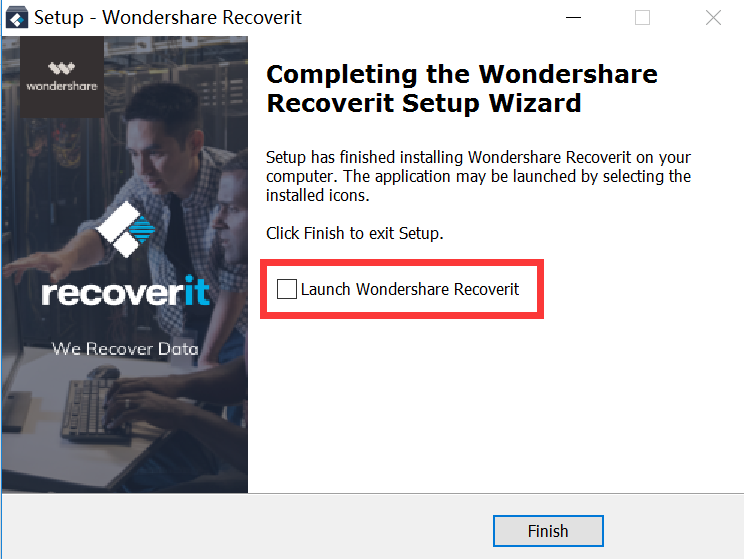 Setup - Wondershare Recoverit
wondershare
Completing the Wondershare
Recoverit Setup Wizard
Setup has finished installing Wondershare Recoverit on your
computer. The application may be launched by selecting the
installed icons.
Click Finish to exit Setup.
Launch Wondershare Recoverit
recoverit
We Recover Data
Finish